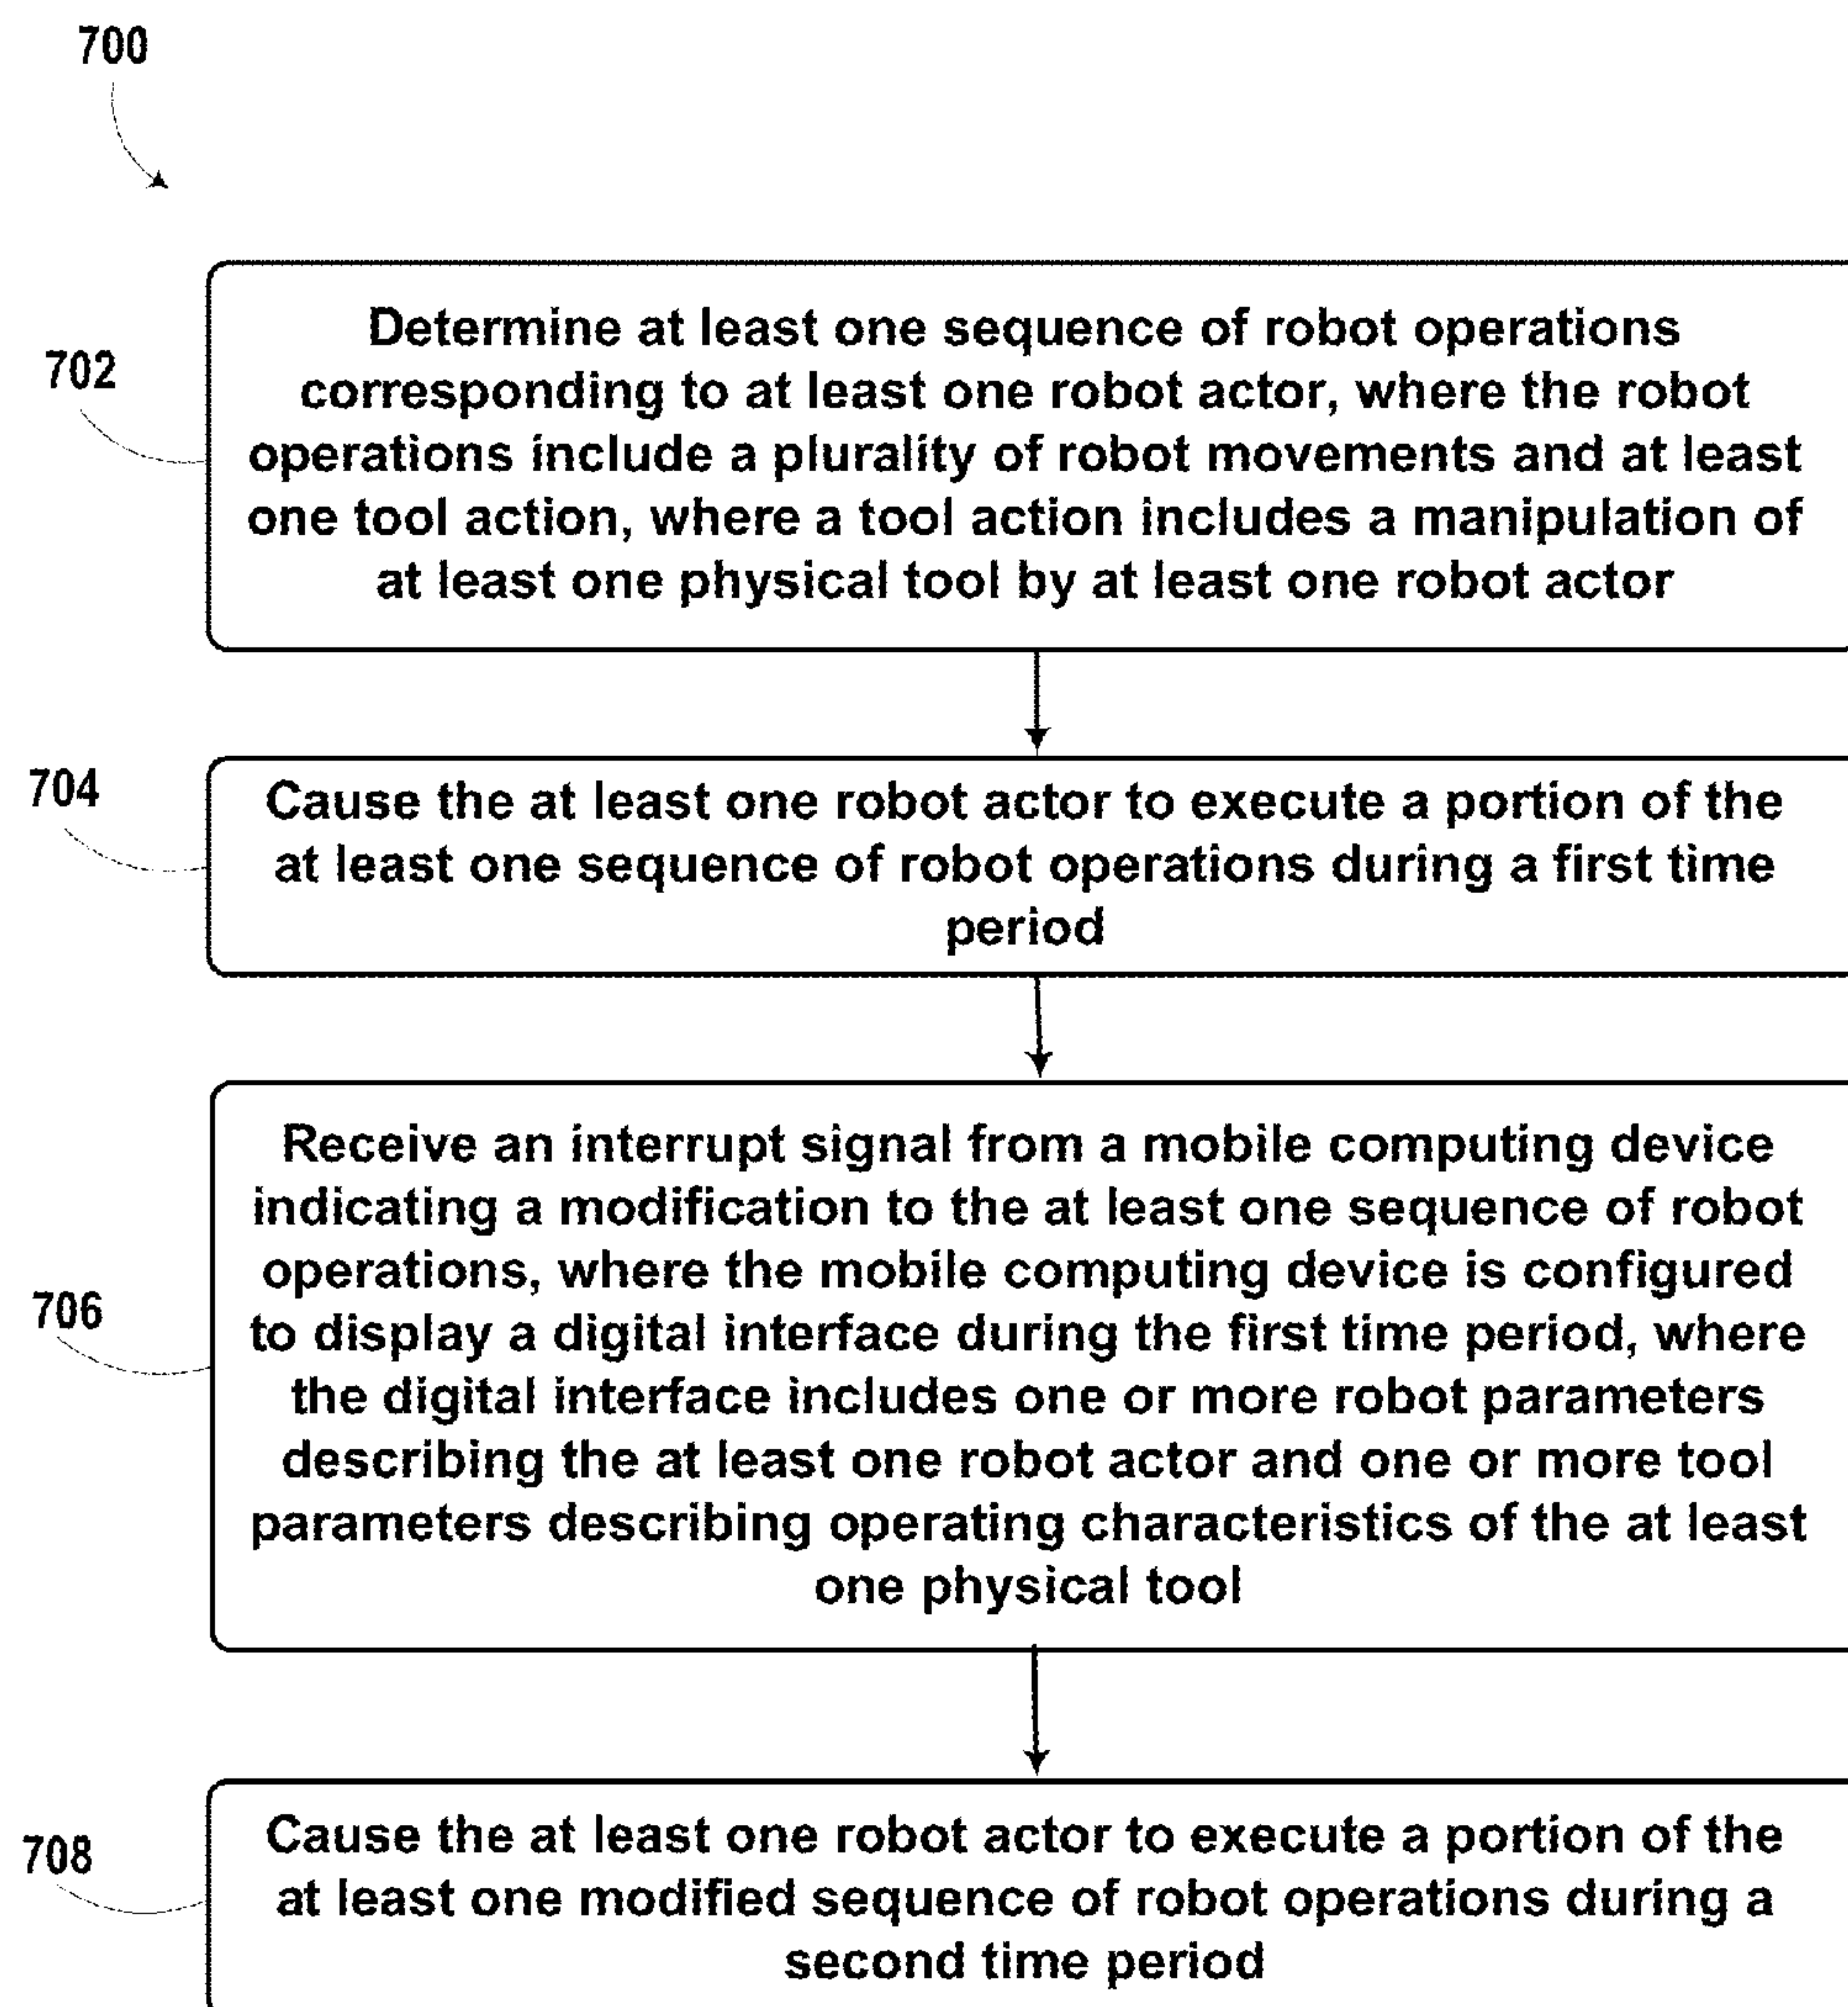 700
702
Determine at least one sequence of robot operations
corresponding to at least one robot actor, where the robot
operations include a plurality of robot movements and at least
one tool action, where a tool action includes a manipulation of
at least one physical tool by at least one robot actor
704
Cause the at least one robot actor to execute a portion of the
at least one sequence of robot operations during a first time
period
706
Receive an interrupt signal from a mobile computing device
indicating a modification to the at least one sequence of robot
operations, where the mobile computing device is configured
to display a digital interface during the first time period, where
the digital interface includes one or more robot parameters
describing the at least one robot actor and one or more tool
parameters describing operating characteristics of the at least
one physical tool
708
Cause the at least one robot actor to execute a portion of the
at least one modified sequence of robot operations during a
second time period